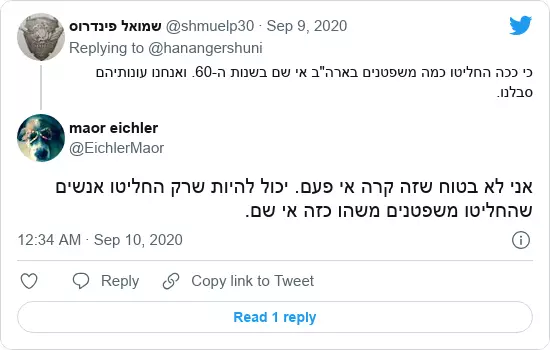 שמואל פינדרוס @shmuelp30 · Sep 9, 2020
Replying to @hanangershuni
כי ככה החליטו כמה משפטנים בארה"ב אי שם בשנות ה-60. ואנחנו עונותיהם
סבלנו.
maor eichler
@EichlerMaor
אני לא בטוח שזה קרה אי פעם. יכול להיות שרק החליטו אנשים
שהחליטו משפטנים משהו כזה אי שם.
12:34 AM · Sep 10, 2020
Reply
Copy link to Tweet
Read 1 reply